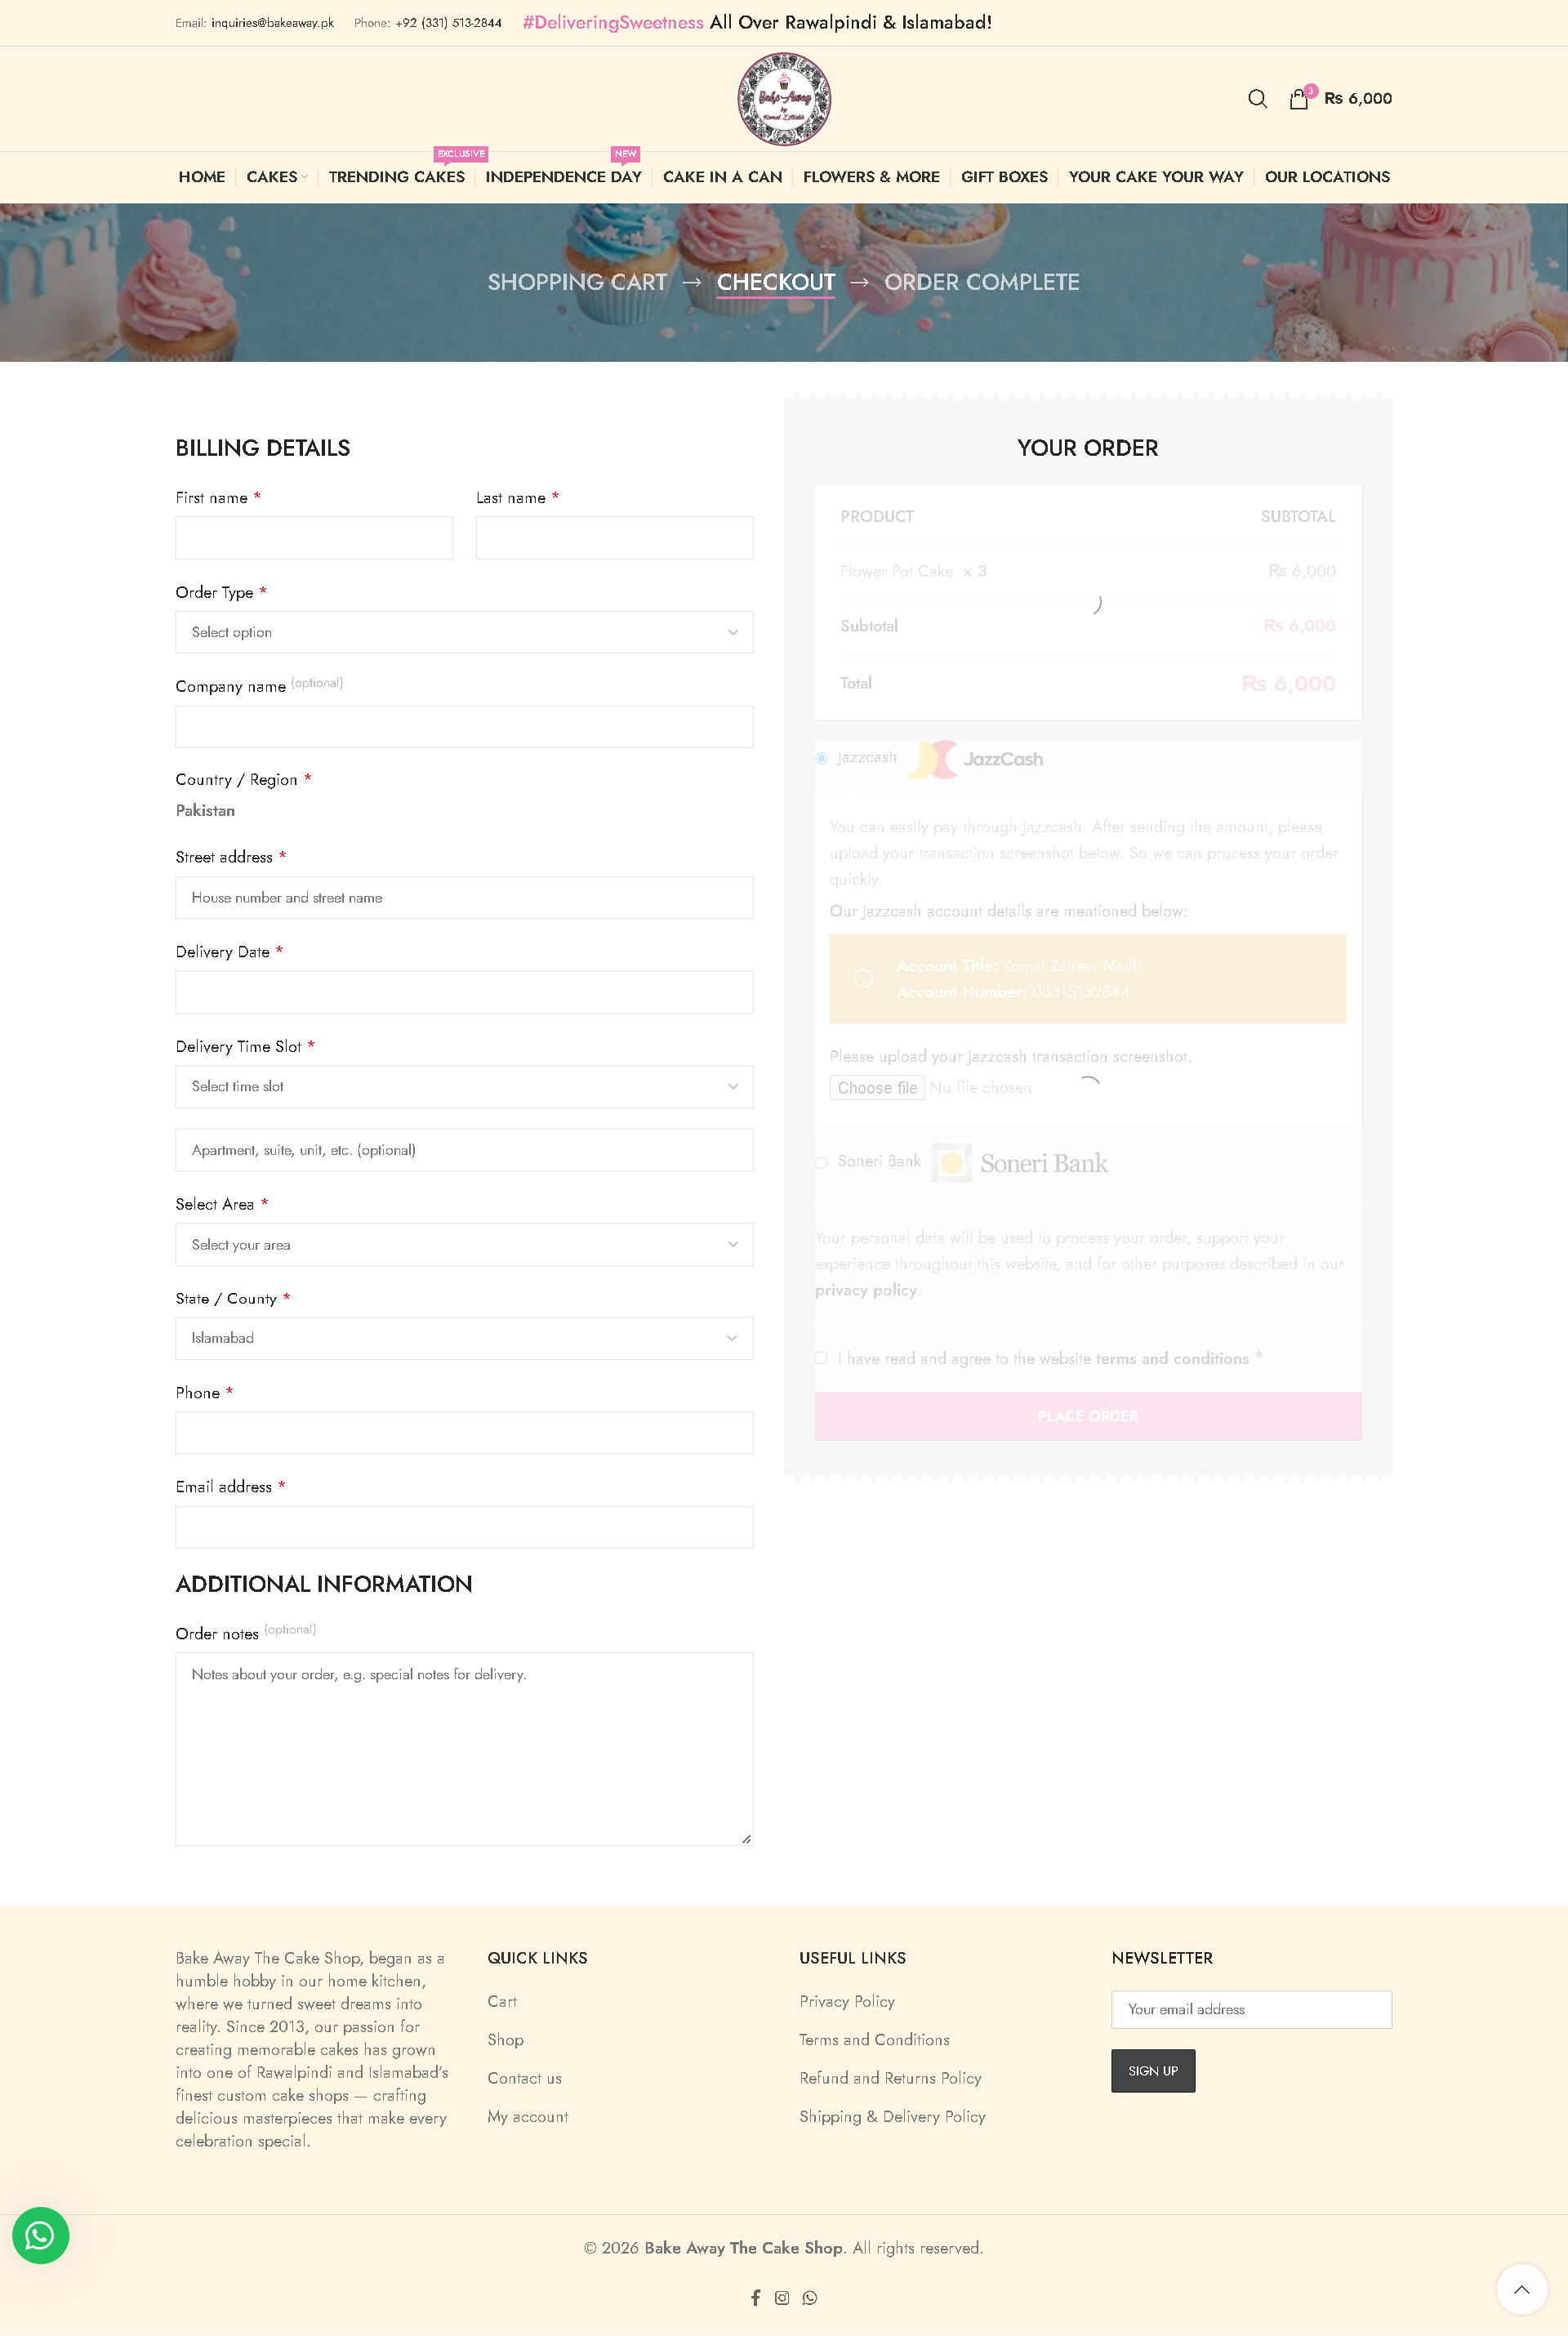 Email: inquiries@bakeaway.pk Phone: +92 (331) 513-2844 #DeliveringSweetness All Over Rawalpindi & Islamabad!
Bake Away
by
Komal Z. Malik
3
₨ 6,000
EXCLUSIVE
NEW
HOME CAKES TRENDING CAKES INDEPENDENCE DAY CAKE IN A CAN FLOWERS & MORE GIFT BOXES YOUR CAKE YOUR WAY OUR LOCATIONS
SHOPPING CART → CHECKOUT → ORDER COMPLETE
BILLING DETAILS
First name *
Last name *
Order Type *
Select option
Company name (optional)
Country / Region *
Pakistan
Street address *
House number and street name
Delivery Date *
Delivery Time Slot *
Select time slot
Apartment, suite, unit, etc. (optional)
Select Area *
Select your area
State / County *
Islamabad
Phone *
Email address *
ADDITIONAL INFORMATION
Order notes (optional)
Notes about your order, e.g. special notes for delivery.
YOUR ORDER
PRODUCT SUBTOTAL
Flower Pot Cake × 3 ₨ 6,000
Subtotal ₨ 6,000
Total ₨ 6,000
Jazzcash JazzCash
You can easily pay through Jazzcash. After sending the amount, please
upload your transaction screenshot below. So we can process your order
quickly.
Our Jazzcash account details are mentioned below:
Account Title: Komal Zaheer Malik
Account Number: 03315132844
Please upload your Jazzcash transaction screenshot.
Choose file No file chosen
Soneri Bank Soneri Bank
Your personal data will be used to process your order, support your
experience throughout this website, and for other purposes described in our
privacy policy.
I have read and agree to the website terms and conditions *
PLACE ORDER
Bake Away The Cake Shop, began as a
humble hobby in our home kitchen,
where we turned sweet dreams into
reality. Since 2013, our passion for
creating memorable cakes has grown
into one of Rawalpindi and Islamabad's
finest custom cake shops — crafting
delicious masterpieces that make every
celebration special.
QUICK LINKS
Cart
Shop
Contact us
My account
USEFUL LINKS
Privacy Policy
Terms and Conditions
Refund and Returns Policy
Shipping & Delivery Policy
NEWSLETTER
Your email address
SIGN UP
© 2026 Bake Away The Cake Shop. All rights reserved.